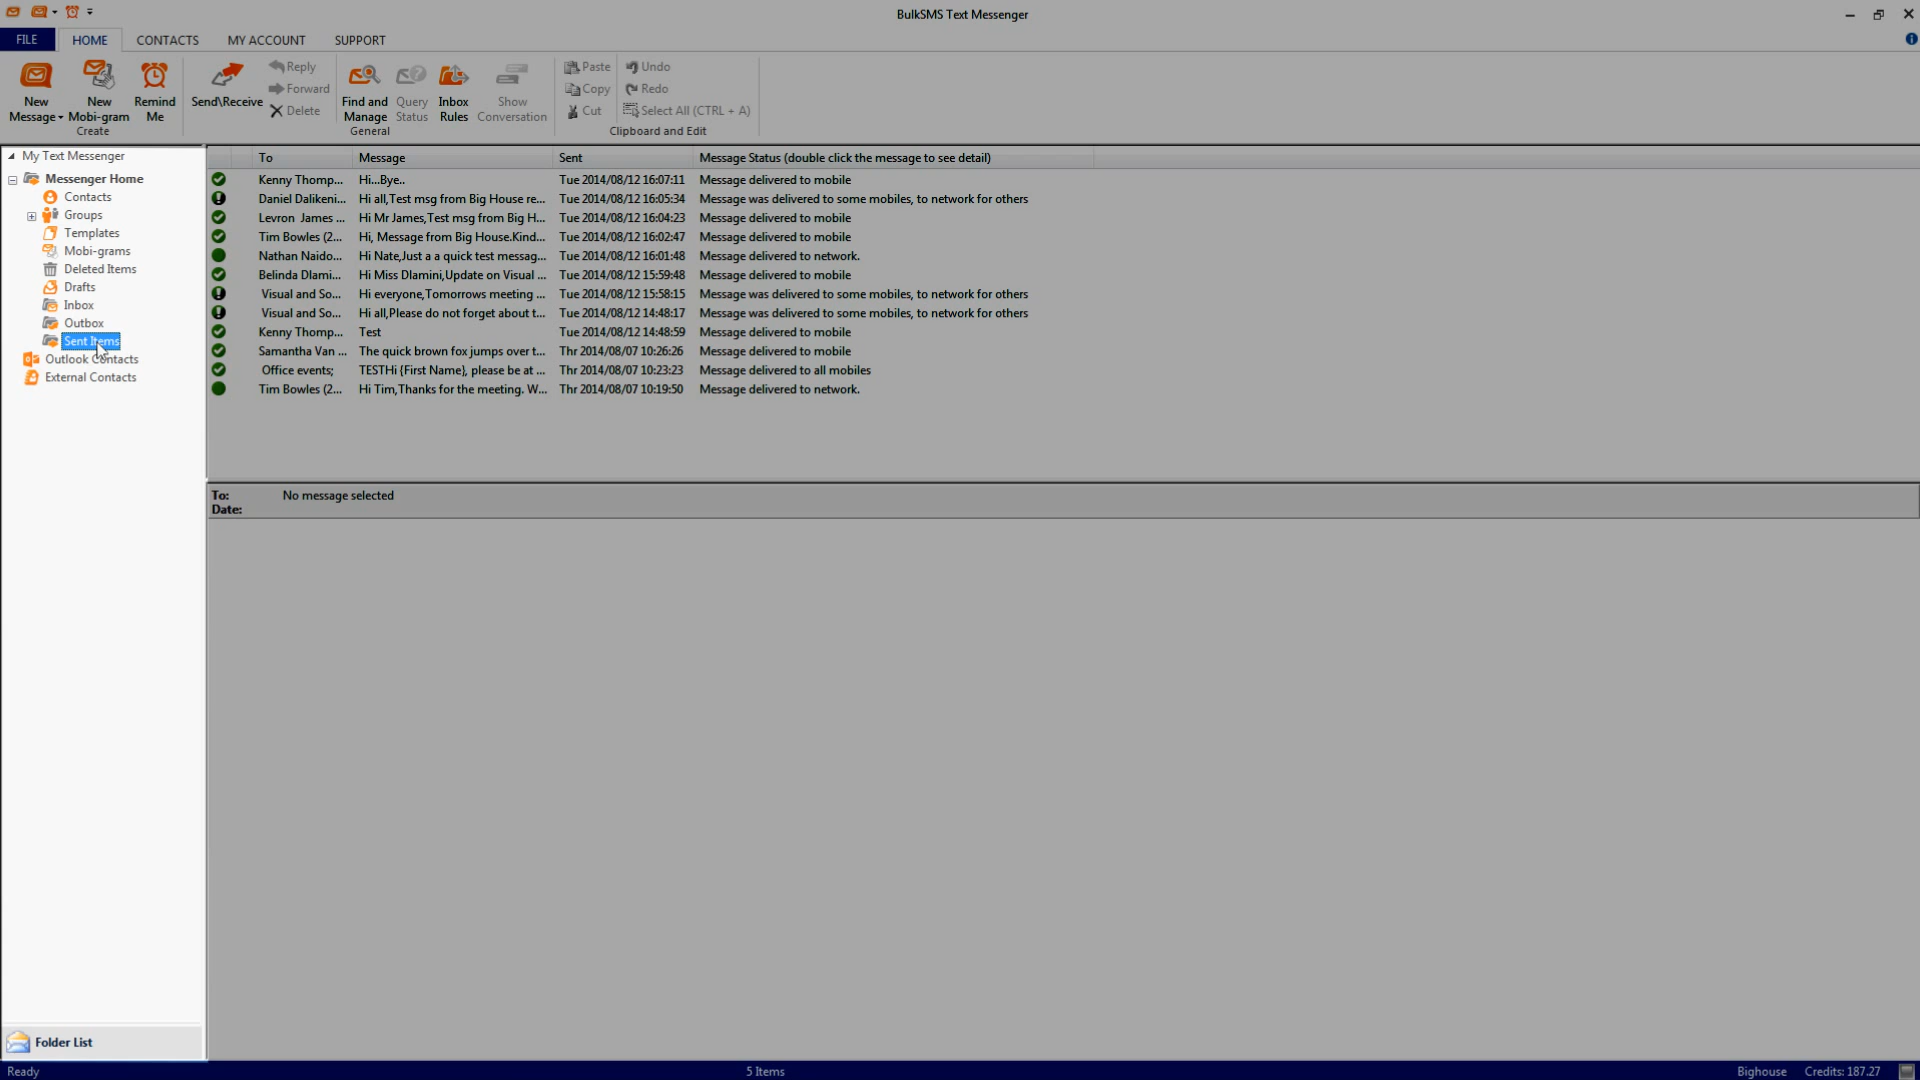 BulkSMS Text Messenger
FILE HOME CONTACTS MY ACCOUNT SUPPORT
New Message
New Mobi-gram
Remind Me
Create
Send\Receive
Reply
Forward
Delete
Find and Manage
Query Status
Inbox Rules
Show Conversation
General
Paste
Copy
Cut
Undo
Redo
Select All (CTRL + A)
Clipboard and Edit
My Text Messenger
Messenger Home
Contacts
Groups
Templates
Mobi-grams
Deleted Items
Drafts
Inbox
Outbox
Sent Items
Outlook Contacts
External Contacts
Folder List
To Message Sent Message Status (double click the message to see detail)
Kenny Thomp... Hi...Bye.. Tue 2014/08/12 16:07:11 Message delivered to mobile
Daniel Dalikeni... Hi all,Test msg from Big House re... Tue 2014/08/12 16:05:34 Message was delivered to some mobiles, to network for others
Levron James ... Hi Mr James,Test msg from Big H... Tue 2014/08/12 16:04:23 Message delivered to mobile
Tim Bowles (2... Hi, Message from Big House.Kind... Tue 2014/08/12 16:02:47 Message delivered to mobile
Nathan Naido... Hi Nate,Just a a quick test messag... Tue 2014/08/12 16:01:48 Message delivered to network.
Belinda Dlami... Hi Miss Dlamini,Update on Visual ... Tue 2014/08/12 15:59:48 Message delivered to mobile
Visual and So... Hi everyone,Tomorrows meeting ... Tue 2014/08/12 15:58:15 Message was delivered to some mobiles, to network for others
Visual and So... Hi all,Please do not forget about t... Tue 2014/08/12 14:48:17 Message was delivered to some mobiles, to network for others
Kenny Thomp... Test Tue 2014/08/12 14:48:59 Message delivered to mobile
Samantha Van ... The quick brown fox jumps over t... Thr 2014/08/07 10:26:26 Message delivered to mobile
Office events; TESTHi {First Name}, please be at ... Thr 2014/08/07 10:23:23 Message delivered to all mobiles
Tim Bowles (2... Hi Tim,Thanks for the meeting. W... Thr 2014/08/07 10:19:50 Message delivered to network.
To: No message selected
Date:
Ready 5 Items Bighouse Credits: 187.27